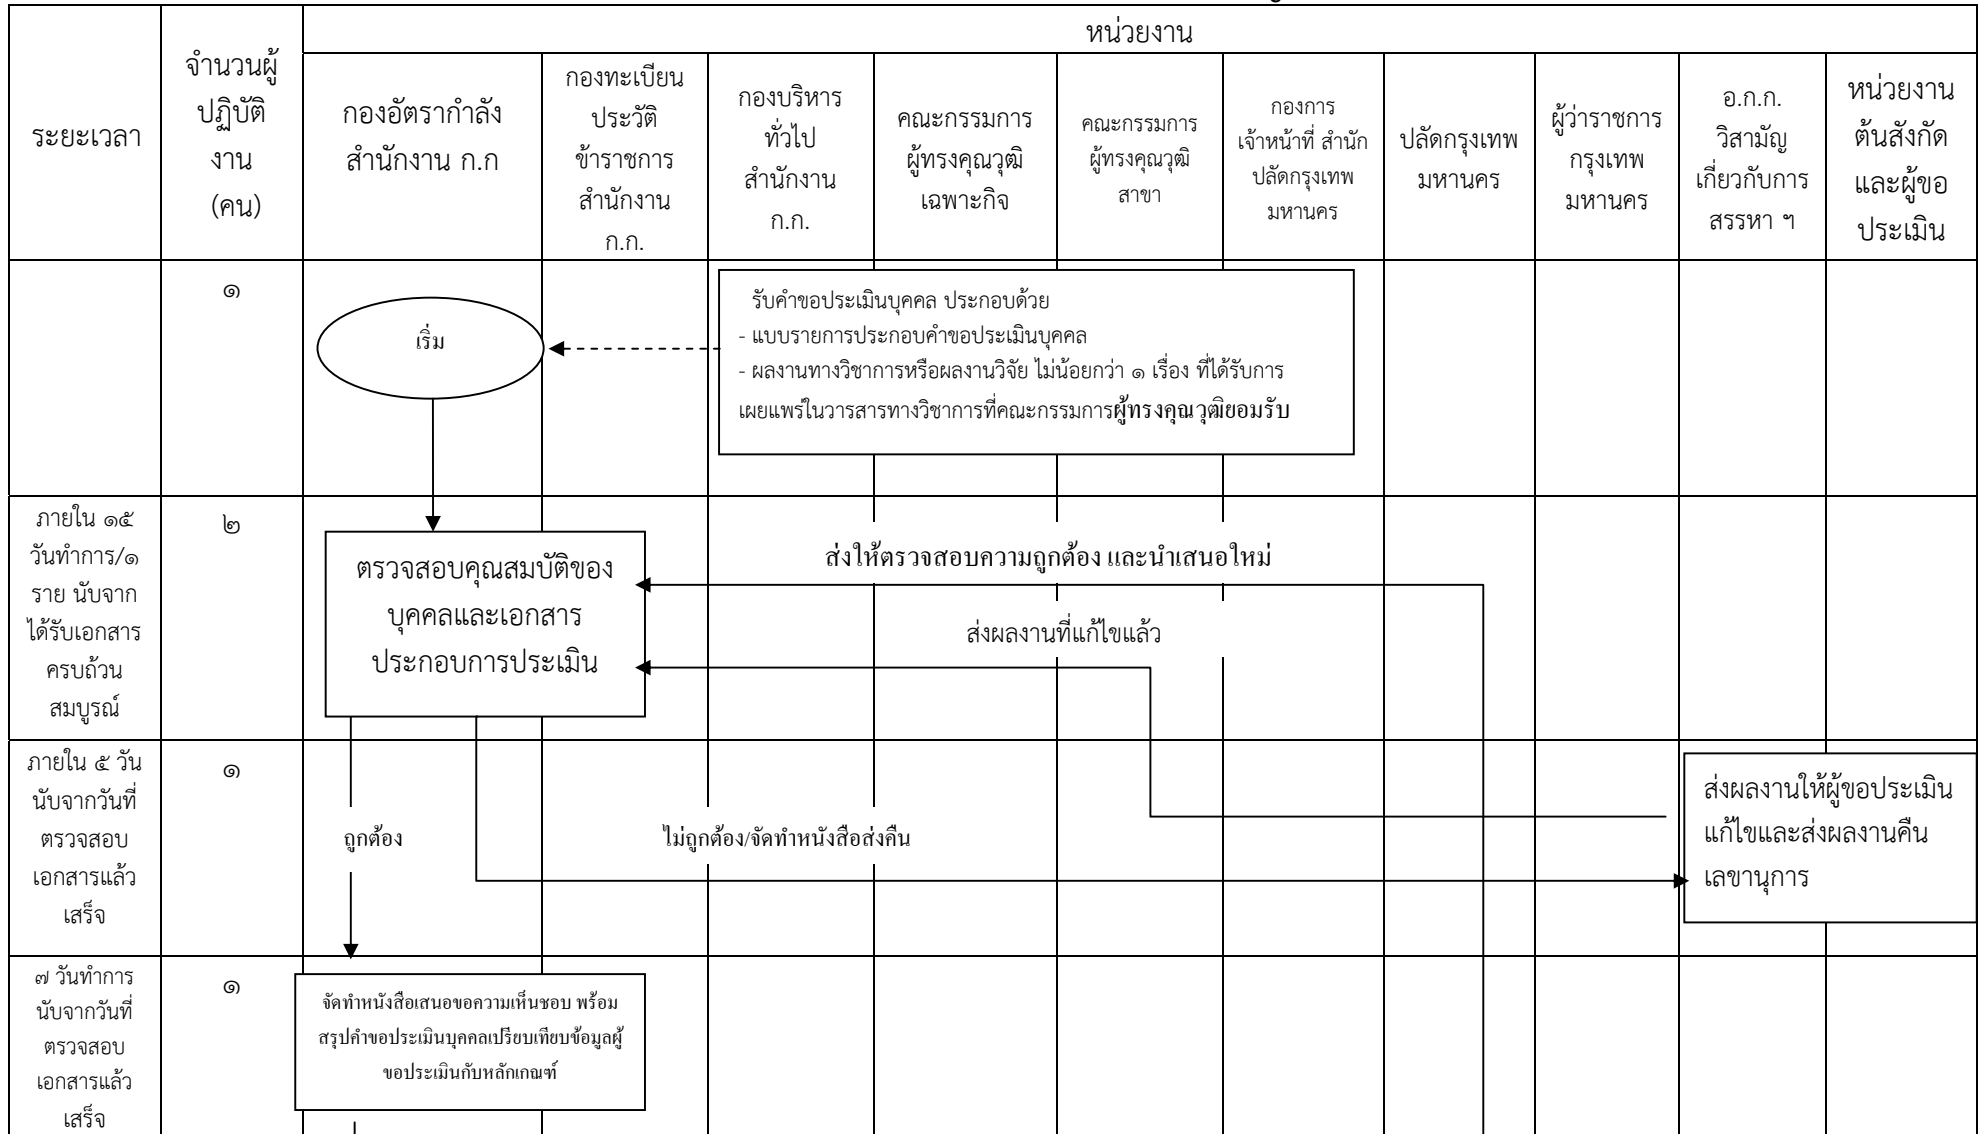 หน่วยงาน
ระยะเวลา
จำนวนผู้
ปฏิบัติ
งาน
(คน)
กองอัตรากำลัง
สำนักงาน ก.ก
กองทะเบียน
ประวัติ
ข้าราชการ
สำนักงาน
ก.ก.
กองบริหาร
ทั่วไป
สำนักงาน
ก.ก.
คณะกรรมการ
ผู้ทรงคุณวุฒิ
เฉพาะกิจ
คณะกรรมการ
ผู้ทรงคุณวุฒิ
สาขา
กองการ
เจ้าหน้าที่ สำนัก
ปลัดกรุงเทพ
มหานคร
ปลัดกรุงเทพ
มหานคร
ผู้ว่าราชการ
กรุงเทพ
มหานคร
อ.ก.ก.
วิสามัญ
เกี่ยวกับการ
สรรหา ฯ
หน่วยงาน
ต้นสังกัด
และผู้ขอ
ประเมิน
๑
เริ่ม
รับคำขอประเมินบุคคล ประกอบด้วย
- แบบรายการประกอบคำขอประเมินบุคคล
- ผลงานทางวิชาการหรือผลงานวิจัย ไม่น้อยกว่า ๑ เรื่อง ที่ได้รับการ
เผยแพร่ในวารสารทางวิชาการที่คณะกรรมการผู้ทรงคุณวุฒิยอมรับ
ภายใน ๑๕
วันทำการ/๑
ราย นับจาก
ได้รับเอกสาร
ครบถ้วน
สมบูรณ์
๒
ตรวจสอบคุณสมบัติของ
บุคคลและเอกสาร
ประกอบการประเมิน
ส่งให้ตรวจสอบความถูกต้อง และนำเสนอใหม่
ส่งผลงานที่แก้ไขแล้ว
ภายใน ๕ วัน
นับจากวันที่
ตรวจสอบ
เอกสารแล้ว
เสร็จ
๑
ถูกต้อง
ไม่ถูกต้อง/จัดทำหนังสือส่งคืน
ส่งผลงานให้ผู้ขอประเมิน
แก้ไขและส่งผลงานคืน
เลขานุการ
๗ วันทำการ
นับจากวันที่
ตรวจสอบ
เอกสารแล้ว
เสร็จ
๑
จัดทำหนังสือเสนอขอความเห็นชอบ พร้อม
สรุปคำขอประเมินบุคคลเปรียบเทียบข้อมูลผู้
ขอประเมินกับหลักเกณฑ์